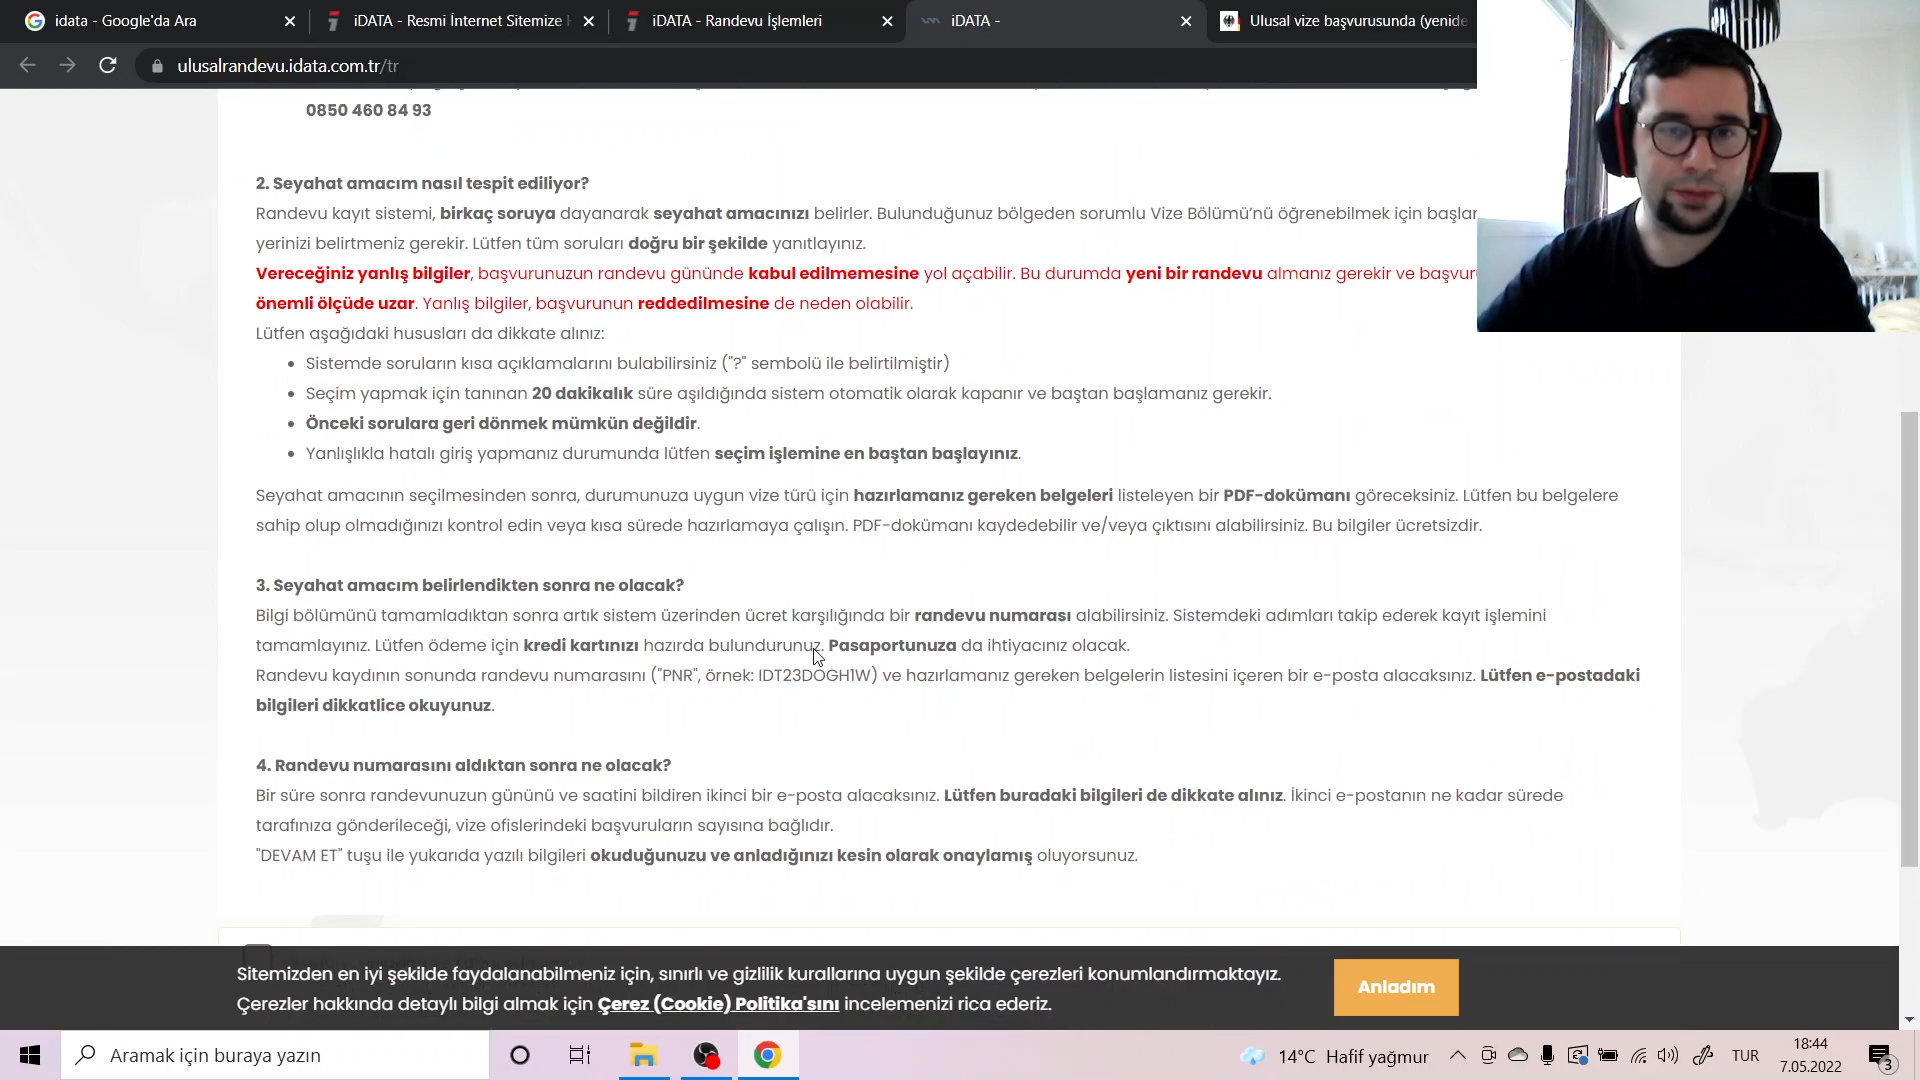 idata - Google'da Ara
iDATA - Resmi İnternet Sitemize
iDATA - Randevu İşlemleri
iDATA -
Ulusal vize başvurusunda (yenide
ulusalrandevu.idata.com.tr/tr
0850 460 84 93
2. Seyahat amacım nasıl tespit ediliyor?
Randevu kayıt sistemi, birkaç soruya dayanarak seyahat amacınızı belirler. Bulunduğunuz bölgeden sorumlu Vize Bölümü’nü öğrenebilmek için
yerinizi belirtmeniz gerekir. Lütfen tüm soruları doğru bir şekilde yanıtlayınız.
Vereceğiniz yanlış bilgiler, başvurunuzun randevu gününde kabul edilmemesine yol açabilir. Bu durumda yeni bir randevu almanız gerekir ve
önemli ölçüde uzar. Yanlış bilgiler, başvurunun reddedilmesine de neden olabilir.
Lütfen aşağıdaki hususları da dikkate alınız:
• Sistemde soruların kısa açıklamalarını bulabilirsiniz ("?" sembolü ile belirtilmiştir)
• Seçim yapmak için tanınan 20 dakikalık süre aşıldığında sistem otomatik olarak kapanır ve baştan başlamanız gerekir.
• Önceki sorulara geri dönmek mümkün değildir.
• Yanlışlıkla hatalı giriş yapmanız durumunda lütfen seçim işlemine en baştan başlayınız.
Seyahat amacının seçilmesinden sonra, durumunuza uygun vize türü için hazırlamanız gereken belgeleri listeleyen bir PDF-dokümanı göreceksiniz. Lütfen bu belgelere
sahip olup olmadığınızı kontrol edin veya kısa sürede hazırlamaya çalışın. PDF-dokümanı kaydedebilir ve/veya çıktısını alabilirsiniz. Bu bilgiler ücretsizdir.
3. Seyahat amacım belirlendikten sonra ne olacak?
Bilgi bölümünü tamamladıktan sonra artık sistem üzerinden ücret karşılığında bir randevu numarası alabilirsiniz. Sistemdeki adımları takip ederek kayıt işlemini
tamamlayınız. Lütfen ödeme için kredi kartınızı hazırda bulundurunuz. Pasaportunuza da ihtiyacınız olacak.
Randevu kaydının sonunda randevu numarasını ("PNR", örnek: IDT23DOGH1W) ve hazırlamanız gereken belgelerin listesini içeren bir e-posta alacaksınız. Lütfen e-postadaki
bilgileri dikkatlice okuyunuz.
4. Randevu numarasını aldıktan sonra ne olacak?
Bir süre sonra randevunuzun gününü ve saatini bildiren ikinci bir e-posta alacaksınız. Lütfen buradaki bilgileri de dikkate alınız. İkinci e-postanın ne kadar sürede
tarafınıza gönderileceği, vize ofislerindeki başvuruların sayısına bağlıdır.
"DEVAM ET" tuşu ile yukarıda yazılı bilgileri okuduğunuzu ve anladığınızı kesin olarak onaylamış oluyorsunuz.
Sitemizden en iyi şekilde faydalanabilmeniz için, sınırlı ve gizlilik kurallarına uygun şekilde çerezleri konumlandırmaktayız.
Çerezler hakkında detaylı bilgi almak için Çerez (Cookie) Politika'sını incelemenizi rica ederiz.
Anladım
Aramak için buraya yazın
14°C Hafif yağmur
TUR
18:44
7.05.2022
3